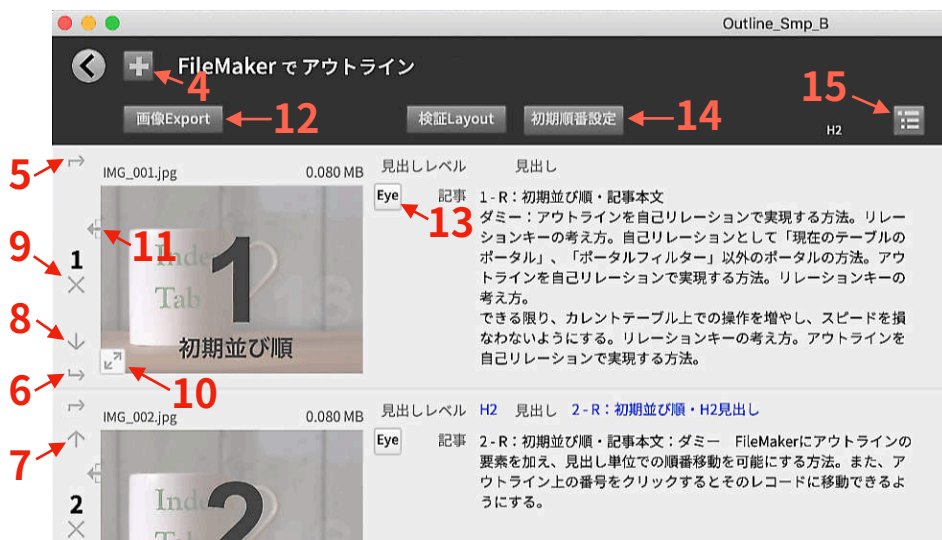 Outline_Smp_B
FileMaker で アウトライン
4
画像Export
12
検証Layout
初期順番設定
14
15
H2
5
IMG_001.jpg
0.080 MB
見出しレベル
見出し
Eye
記事
13
1 - R：初期並び順・記事本文
ダミー：アウトラインを自己リレーションで実現する方法。リレー
ションキーの考え方。自己リレーションとして「現在のテーブルの
ポータル」、「ポータルフィルター」以外のポータルの方法。アウ
トラインを自己リレーションで実現する方法。リレーションキーの
考え方。
できる限り、カレントテーブル上での操作を増やし、スピードを損
なわないようにする。リレーションキーの考え方。アウトラインを
自己リレーションで実現する方法。
11
9
1
Index
Tab
1
初期並び順
8
6
10
IMG_002.jpg
0.080 MB
見出しレベル
H2
見出し
2 - R：初期並び順・H2見出し
7
Eye
記事
2 - R：初期並び順・記事本文：ダミー　FileMakerにアウトラインの
要素を加え、見出し単位での順番移動を可能にする方法。また、ア
ウトライン上の番号をクリックするとそのレコードに移動できるよ
うにする。
2
Index
Tab
2